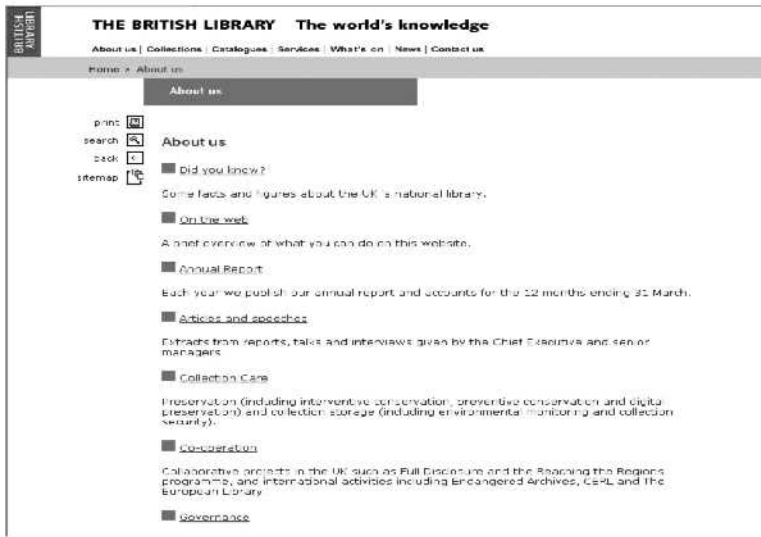 BRITISH
LIBRARY
THE BRITISH LIBRARY The world's knowledge
About us | Collections | Catalogues | Services | What's on | News | Contact us
Home > About us
About us
print
search
back
sitemap
About us
Did you know?
Some facts and figures about the UK's national library.
On the web
A brief overview of what you can do on this website.
Annual Report
Each year we publish our annual report and accounts for the 12 months ending 31 March.
Articles and speeches
Extracts from reports, talks and interviews given by the Chief Executive and senior
managers
Collection Care
Preservation (including interventive conservation, preventive conservation and digital
preservation) and collection storage (including environmental monitoring and collection
security).
Co-operation
Collaborative projects in the UK such as Full Disclosure and the Reaching the Regions
programme, and international activities including Endangered Archives, CERL and The
European Library
Governance